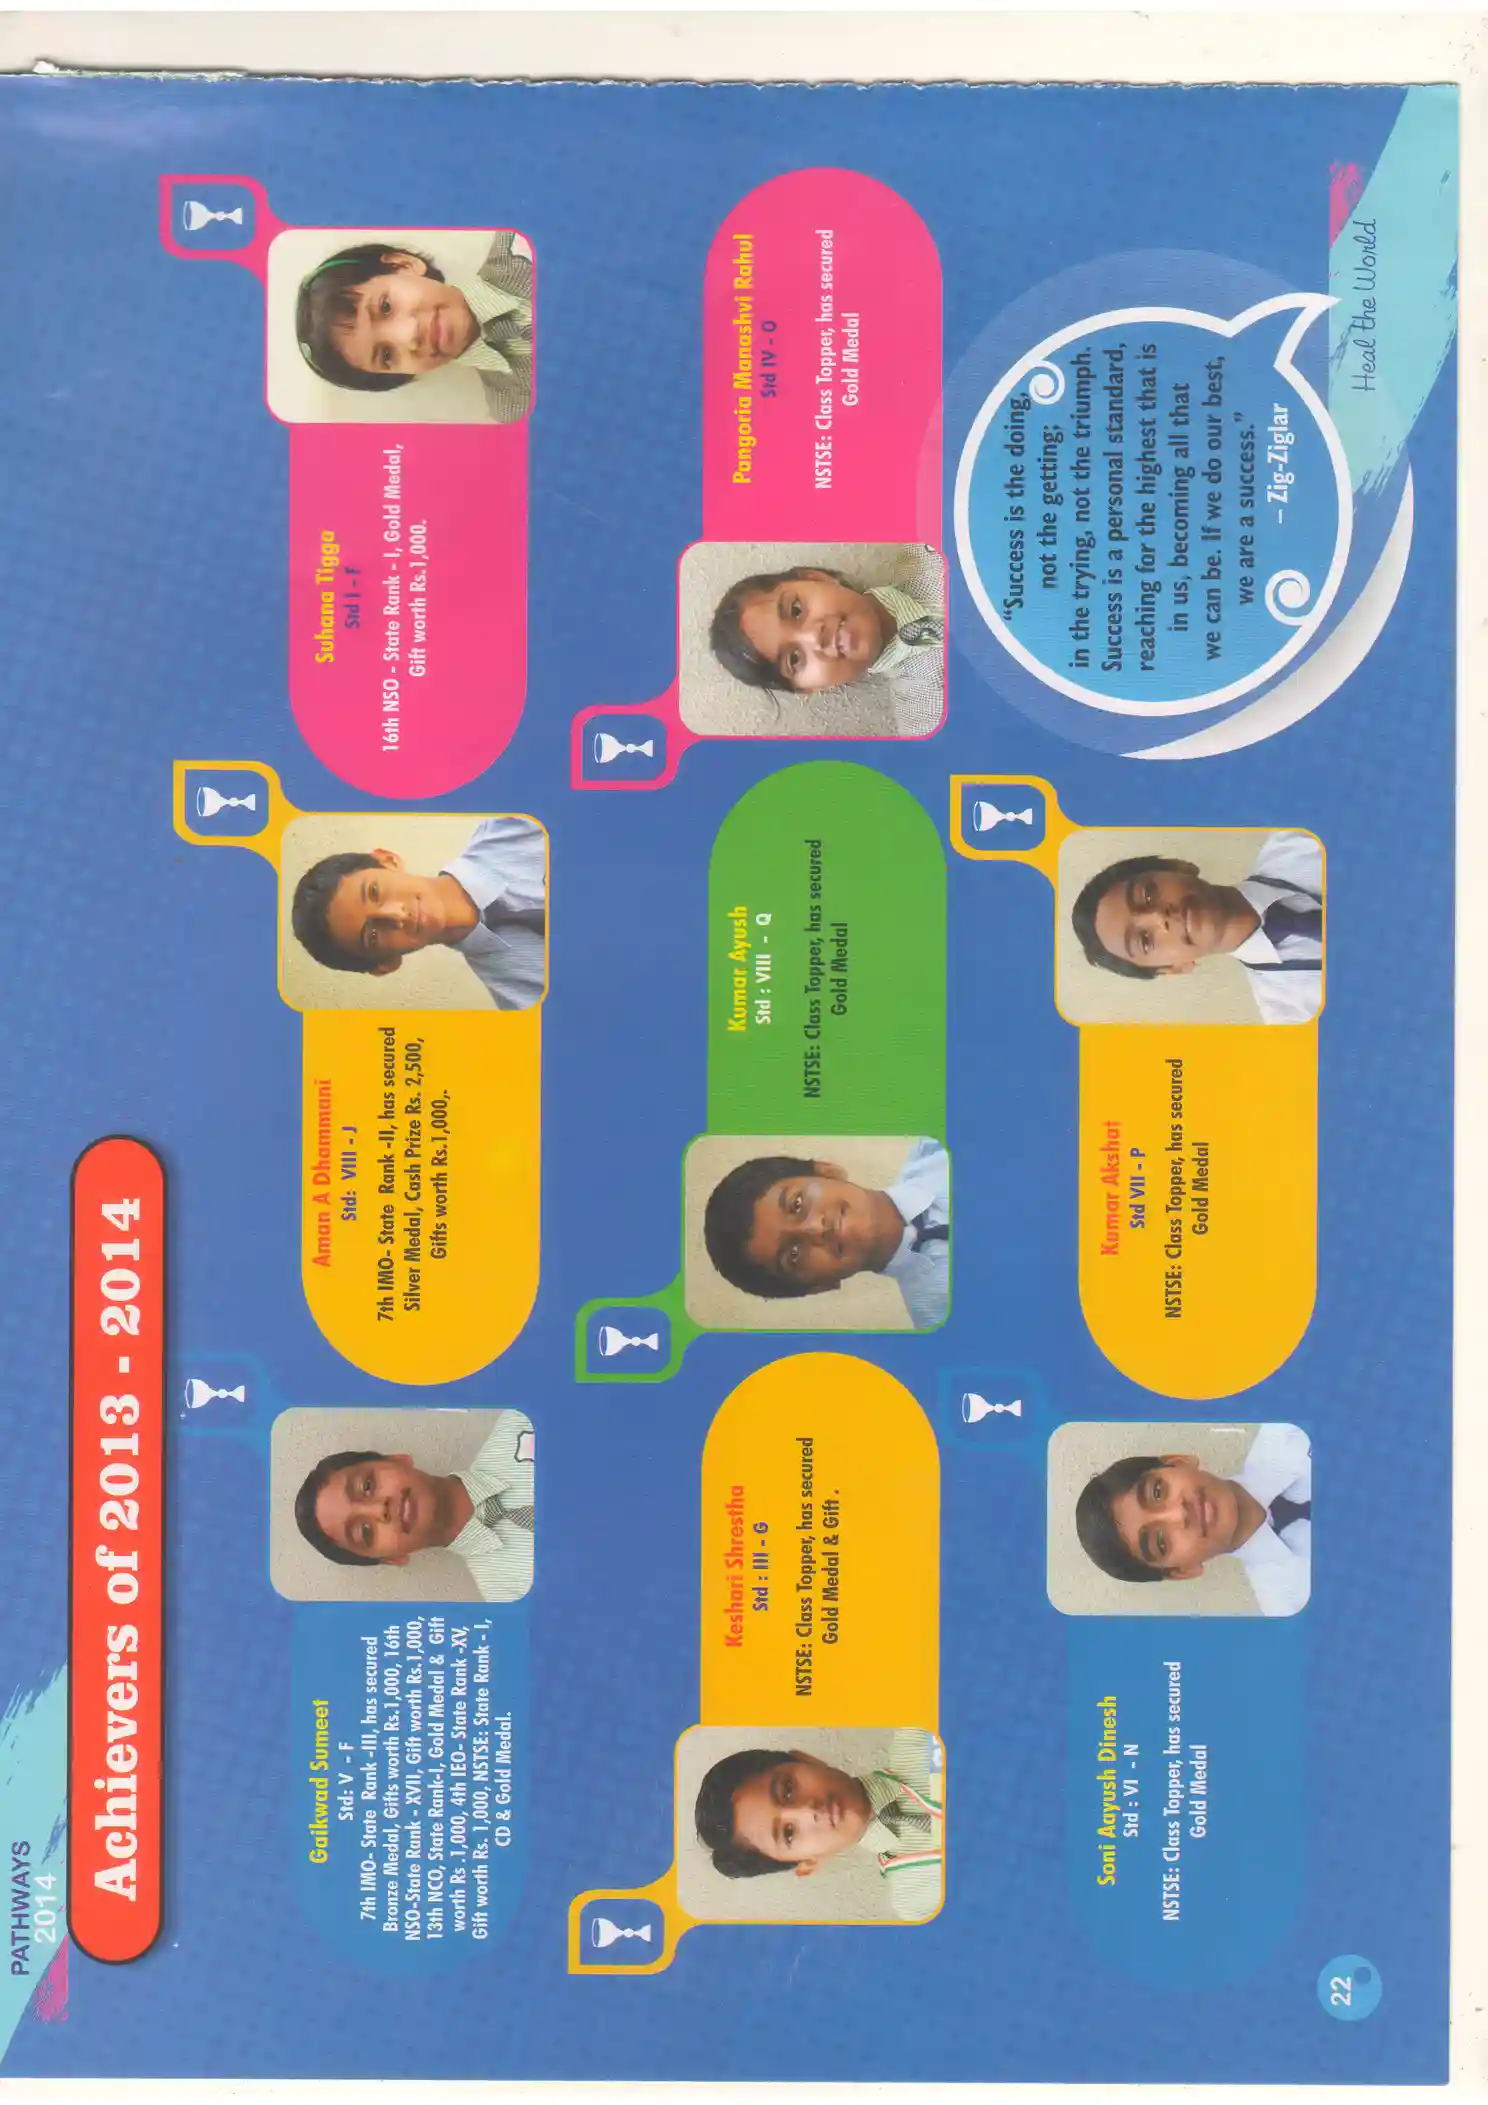 PATHWAYS
2014
Achievers of 2013 - 2014
Gaikwad Sumeet
Std: V - F
7th IMO- State Rank -III, has secured
Bronze Medal, Gifts worth Rs.1,000, 16th
NSO-State Rank - XVII, Gift worth Rs.1,000,
13th NCO, State Rank-I, Gold Medal & Gift
worth Rs .1,000, 4th IEO- State Rank -XV,
Gift worth Rs. 1,000, NSTSE: State Rank - I,
CD & Gold Medal.
Aman A Dhammani
Std: VIII - J
7th IMO- State Rank -II, has secured
Silver Medal, Cash Prize Rs. 2,500,
Gifts worth Rs.1,000,.
Suhana Tigga
Std I - F
16th NSO - State Rank - I, Gold Medal,
Gift worth Rs.1,000.
Keshari Shrestha
Std : III - G
NSTSE: Class Topper, has secured
Gold Medal & Gift .
Kumar Ayush
Std : VIII - Q
NSTSE: Class Topper, has secured
Gold Medal
Pangoria Manashvi Rahul
Std IV - O
NSTSE: Class Topper, has secured
Gold Medal
Soni Aayush Dinesh
Std : VI - N
NSTSE: Class Topper, has secured
Gold Medal
Kumar Akshat
Std VII - P
NSTSE: Class Topper, has secured
Gold Medal
"Success is the doing,
not the getting;
in the trying, not the triumph.
Success is a personal standard,
reaching for the highest that is
in us, becoming all that
we can be. If we do our best,
we are a success."
– Zig-Ziglar
22
Heal the World